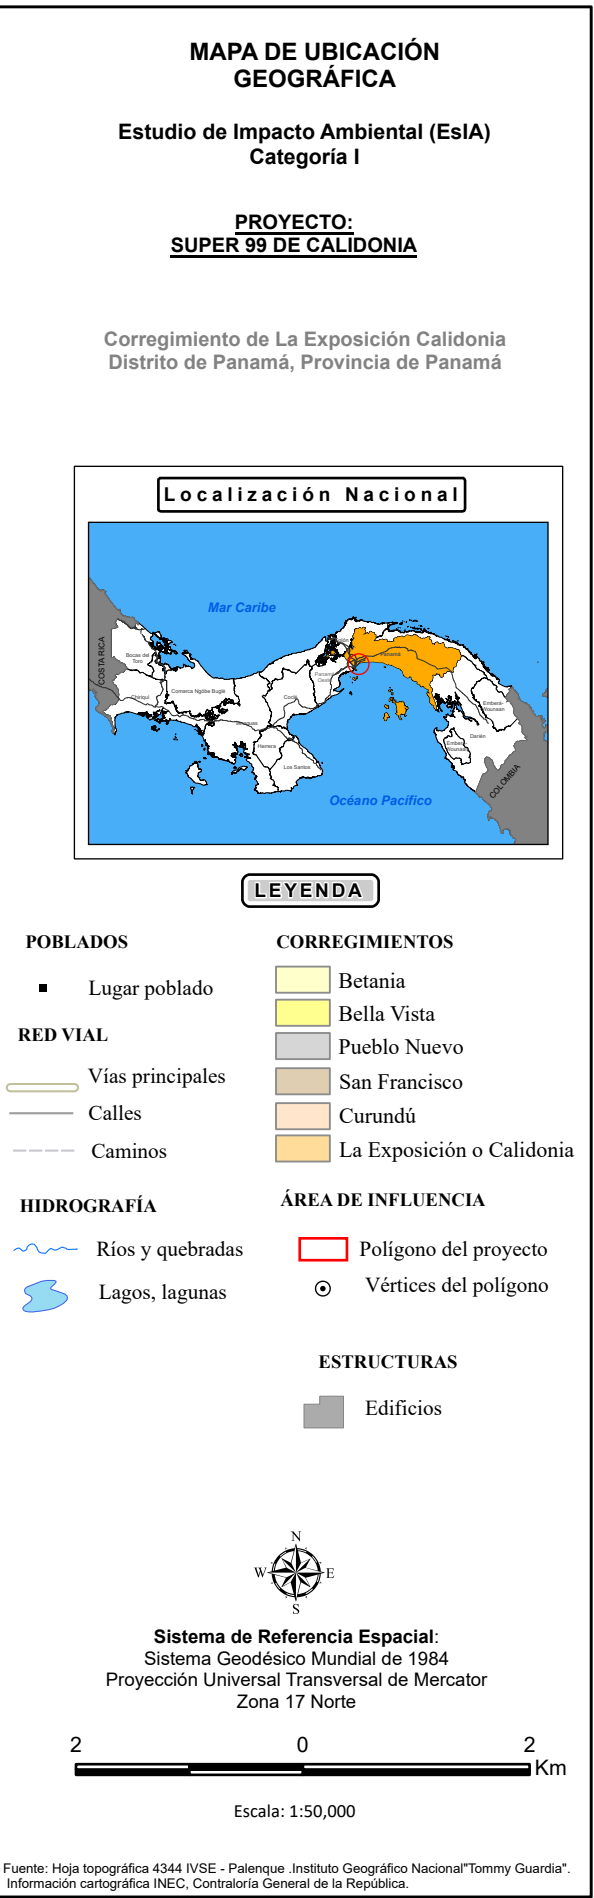 MAPA DE UBICACIÓN
GEOGRÁFICA
Estudio de Impacto Ambiental (EsIA)
Categoría I
PROYECTO:
SUPER 99 DE CALIDONIA
Corregimiento de La Exposición Calidonia
Distrito de Panamá, Provincia de Panamá
Localización Nacional
Mar Caribe
COSTA RICA
Bocas del
Toro
Chiriquí
Comarca Ngöbe Buglé
Coclé
Panamá
Oeste
Panamá
Herrera
Los Santos
Emberá-
Wounaan
Darién
Emberá-
Wounaan
COLOMBIA
Océano Pacífico
LEYENDA
POBLADOS
Lugar poblado
RED VIAL
Vías principales
Calles
Caminos
HIDROGRAFÍA
Ríos y quebradas
Lagos, lagunas
CORREGIMIENTOS
Betania
Bella Vista
Pueblo Nuevo
San Francisco
Curundú
La Exposición o Calidonia
ÁREA DE INFLUENCIA
Polígono del proyecto
Vértices del polígono
ESTRUCTURAS
Edificios
N
W E
S
Sistema de Referencia Espacial:
Sistema Geodésico Mundial de 1984
Proyección Universal Transversal de Mercator
Zona 17 Norte
2 0 2
Km
Escala: 1:50,000
Fuente: Hoja topográfica 4344 IVSE - Palenque .Instituto Geográfico Nacional"Tommy Guardia".
Información cartográfica INEC, Contraloría General de la República.